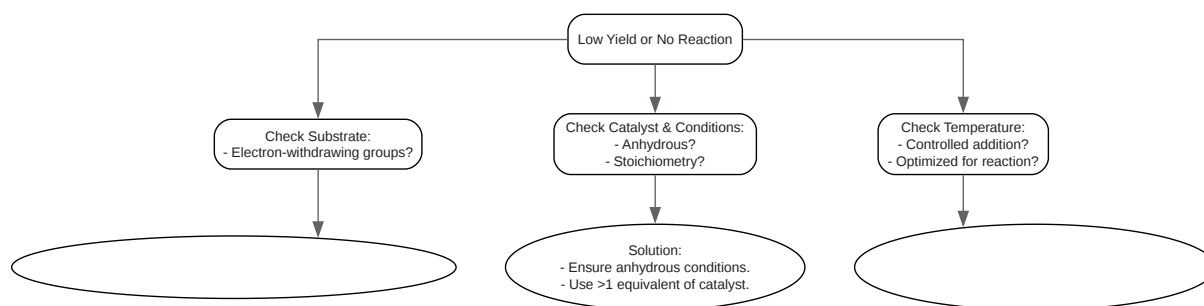 Low Yield or No Reaction
Check Substrate:
- Electron-withdrawing groups?
Check Catalyst & Conditions:
- Anhydrous?
- Stoichiometry?
Check Temperature:
- Controlled addition?
- Optimized for reaction?
Solution:
- Ensure anhydrous conditions.
- Use >1 equivalent of catalyst.